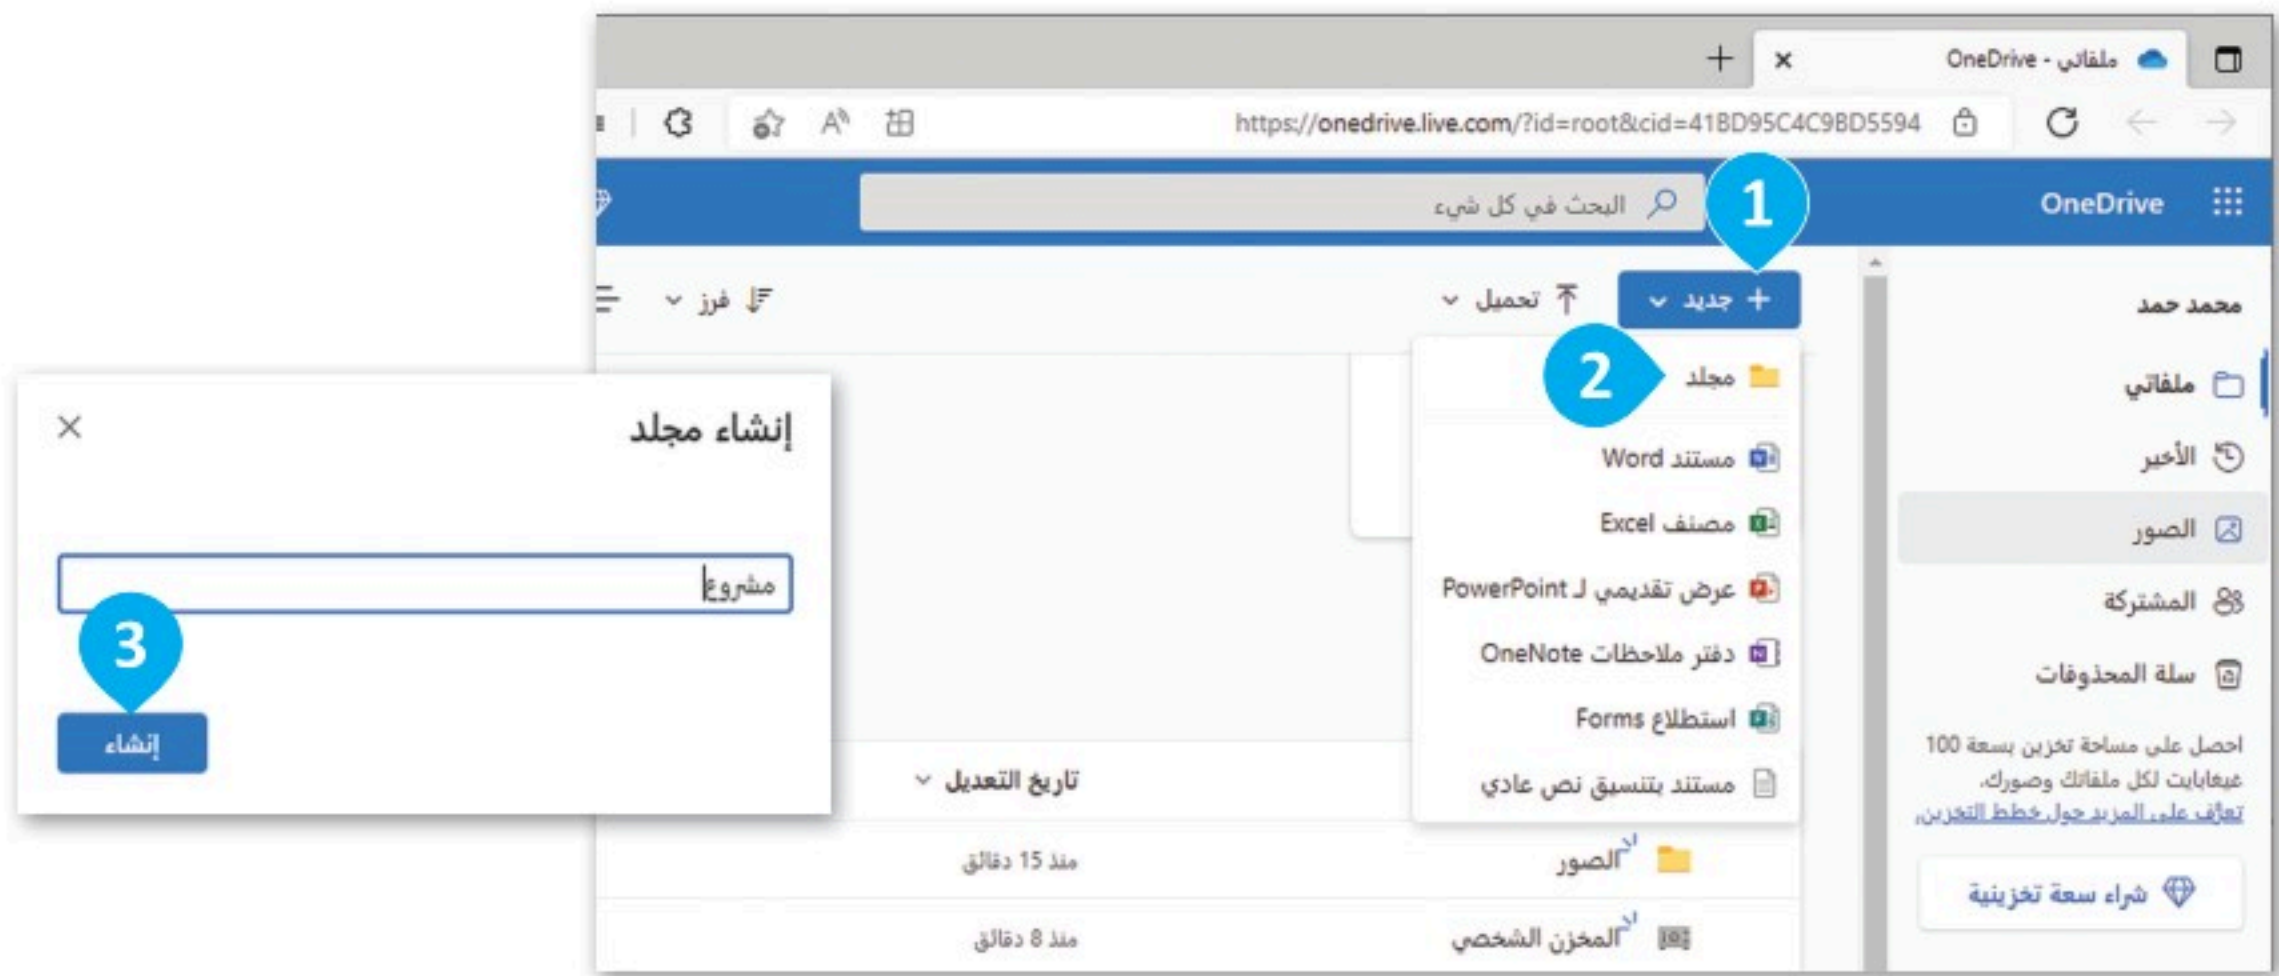 ملفاتي - OneDrive
https://onedrive.live.com/?id=root&cid=41BD95C4C9BD5594
OneDrive
البحث في كل شيء
1
جديد
تحميل
فرز
محمد حمد
ملفاتي
الأخير
الصور
المشتركة
سلة المحذوفات
احصل على مساحة تخزين بسعة 100
غيغابايت لكل ملفاتك وصورك.
تعرّف على المزيد حول خطط التخزين.
شراء سعة تخزينية
2
مجلد
مستند Word
مصنف Excel
عرض تقديمي لـ PowerPoint
دفتر ملاحظات OneNote
استطلاع Forms
مستند بتنسيق نص عادي
تاريخ التعديل
الصور
منذ 15 دقائق
المخزن الشخصي
منذ 8 دقائق
إنشاء مجلد
مشروع
3
إنشاء